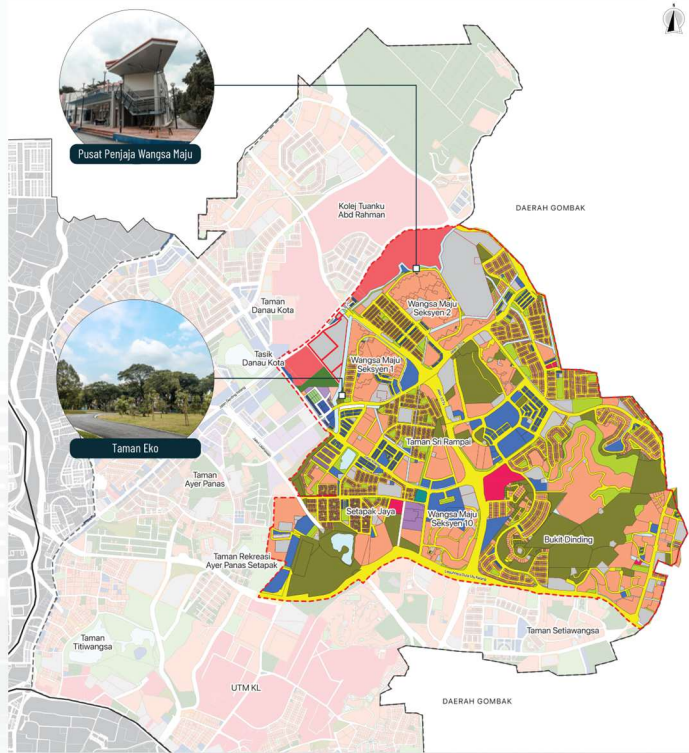 Pusat Penjaja Wangsa Maju
Kolej Tuanku
Abd Rahman
DAERAH GOMBAK
Taman
Danau Kota
Wangsa Maju
Seksyen 2
Tasik
Danau Kota
Wangsa Maju
Seksyen 1
Taman Eko
Taman Sri Rampai
Taman
Ayer Panas
Setapak Jaya
Wangsa Maju
Seksyen 10
Bukit Dinding
Taman Rekreasi
Ayer Panas Setapak
Taman
Titiwangsa
Taman Setiawangsa
UTM KL
DAERAH GOMBAK